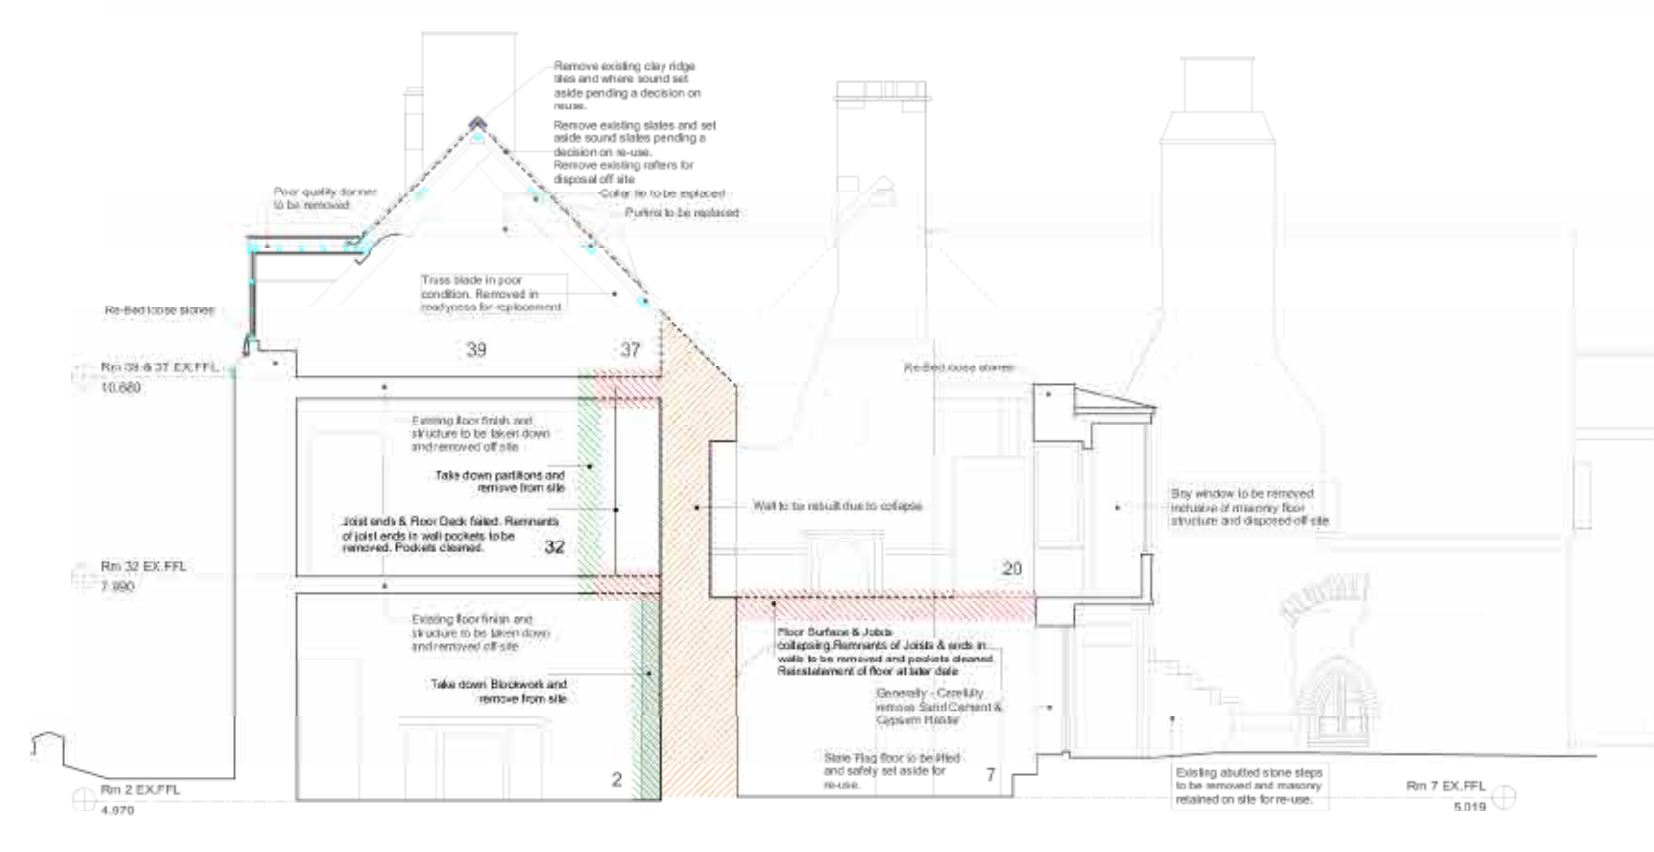 Remove existing clay ridge
tiles and where sound set
aside pending a decision on
reuse.
Remove existing slates and set
aside sound slates pending a
decision on re-use.
Remove existing rafters for
disposal off site
Collar tie to be replaced
Purlins to be replaced
Poor quality dormer
to be removed
Truss blade in poor
condition. Removed in
readyness for replacement
Re-Bed loose stones
39
37
Rm 39 & 37 EX.FFL
10.680
Re-Bed loose stones
Existing floor finish and
structure to be taken down
and removed off site
Take down partitions and
remove from site
Joist ends & Floor Deck failed. Remnants
of joist ends in wall pockets to be
removed. Pockets cleaned.
32
Wall to be rebuilt due to collapse
Bay window to be removed
inclusive of masonry floor
structure and disposed off site
Rm 32 EX.FFL
7.990
20
Existing floor finish and
structure to be taken down
and removed off site
Take down Blockwork and
remove from site
Floor Surface & Joists
collapsing.Remnants of Joists & ends in
walls to be removed and pockets cleaned
Reinstatement of floor at later date
Generally - Carefully
remove Sand Cement &
Gypsum Plaster
Slate Flag floor to be lifted
and safely set aside for
re-use.
2
7
Existing abutted stone steps
to be removed and masonry
retained on site for re-use.
Rm 2 EX.FFL
4.970
Rm 7 EX.FFL
5.019